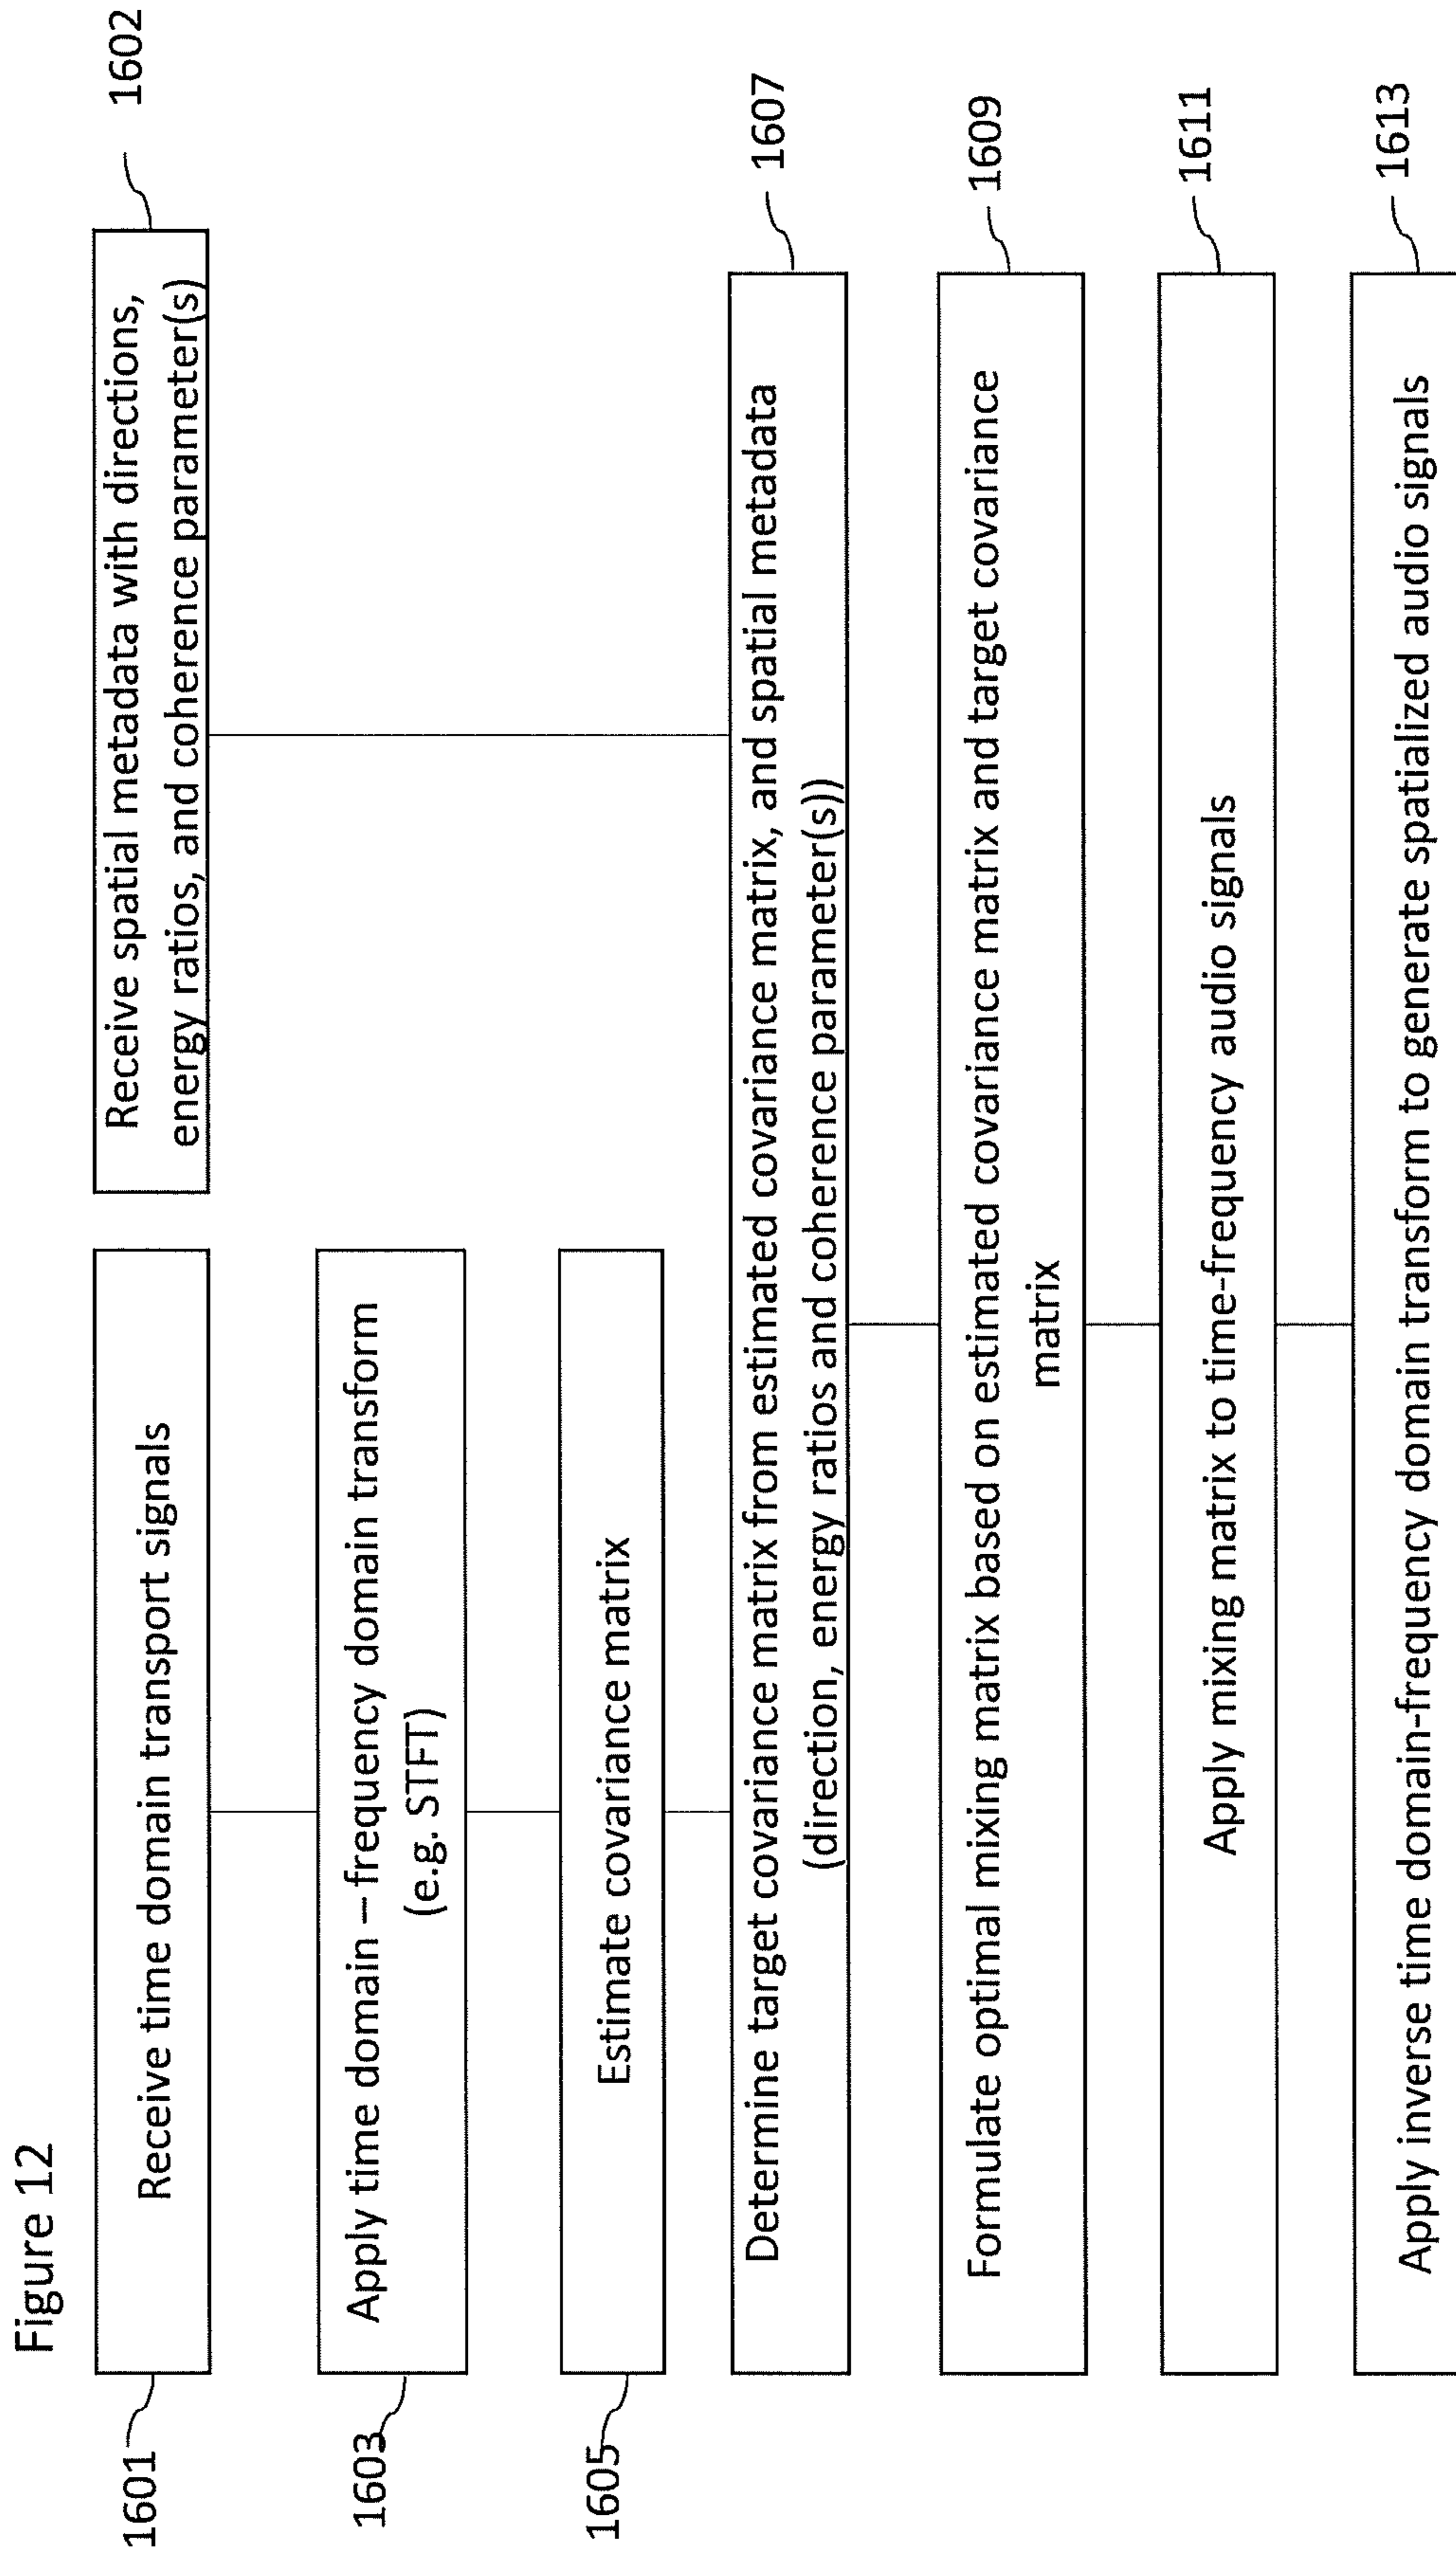 Figure 12
1601
Receive time domain transport signals
Receive spatial metadata with directions,
energy ratios, and coherence parameter(s)
1602
1603
Apply time domain – frequency domain transform
(e.g. STFT)
1605
Estimate covariance matrix
Determine target covariance matrix from estimated covariance matrix, and spatial metadata
(direction, energy ratios and coherence parameter(s))
1607
Formulate optimal mixing matrix based on estimated covariance matrix and target covariance
matrix
1609
Apply mixing matrix to time-frequency audio signals
1611
Apply inverse time domain-frequency domain transform to generate spatialized audio signals
1613